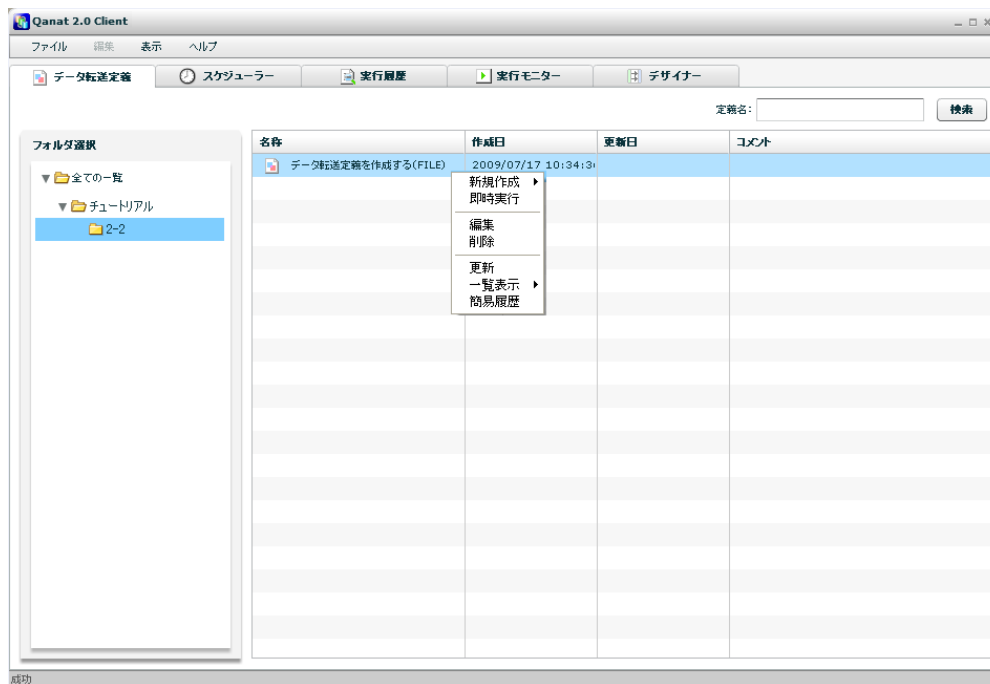 Qanat 2.0 Client
ファイル 編集 表示 ヘルプ
データ転送定義 スケジューラー 実行履歴 実行モニター デザイナー
定義名: 検索
フォルダ選択
全ての一覧
チュートリアル
2-2
名称 作成日 更新日 コメント
データ転送定義を作成する(FILE) 2009/07/17 10:34:3
新規作成
即時実行
編集
削除
更新
一覧表示
簡易履歴
成功